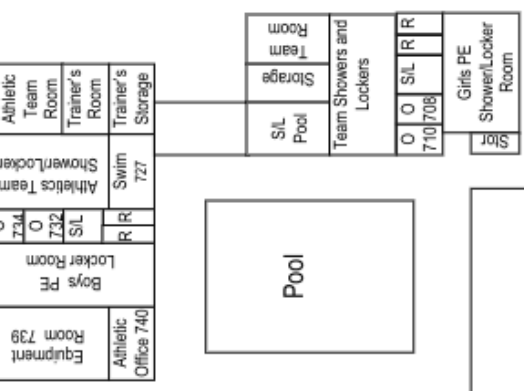 Athletic
Team
Room
Trainer's
Room
Trainer's
Storage
Athletics Team
Shower/Locker
Swim
727
O
734
O
732
S/L
R
R
Boys PE
Locker Room
Equipment
Room 739
Athletic
Office 740
Team
Room
Storage
S/L
Pool
Team Showers and
Lockers
R
R
S/L
O
708
O
710
Girls PE
Shower/Locker
Room
Stor
Pool